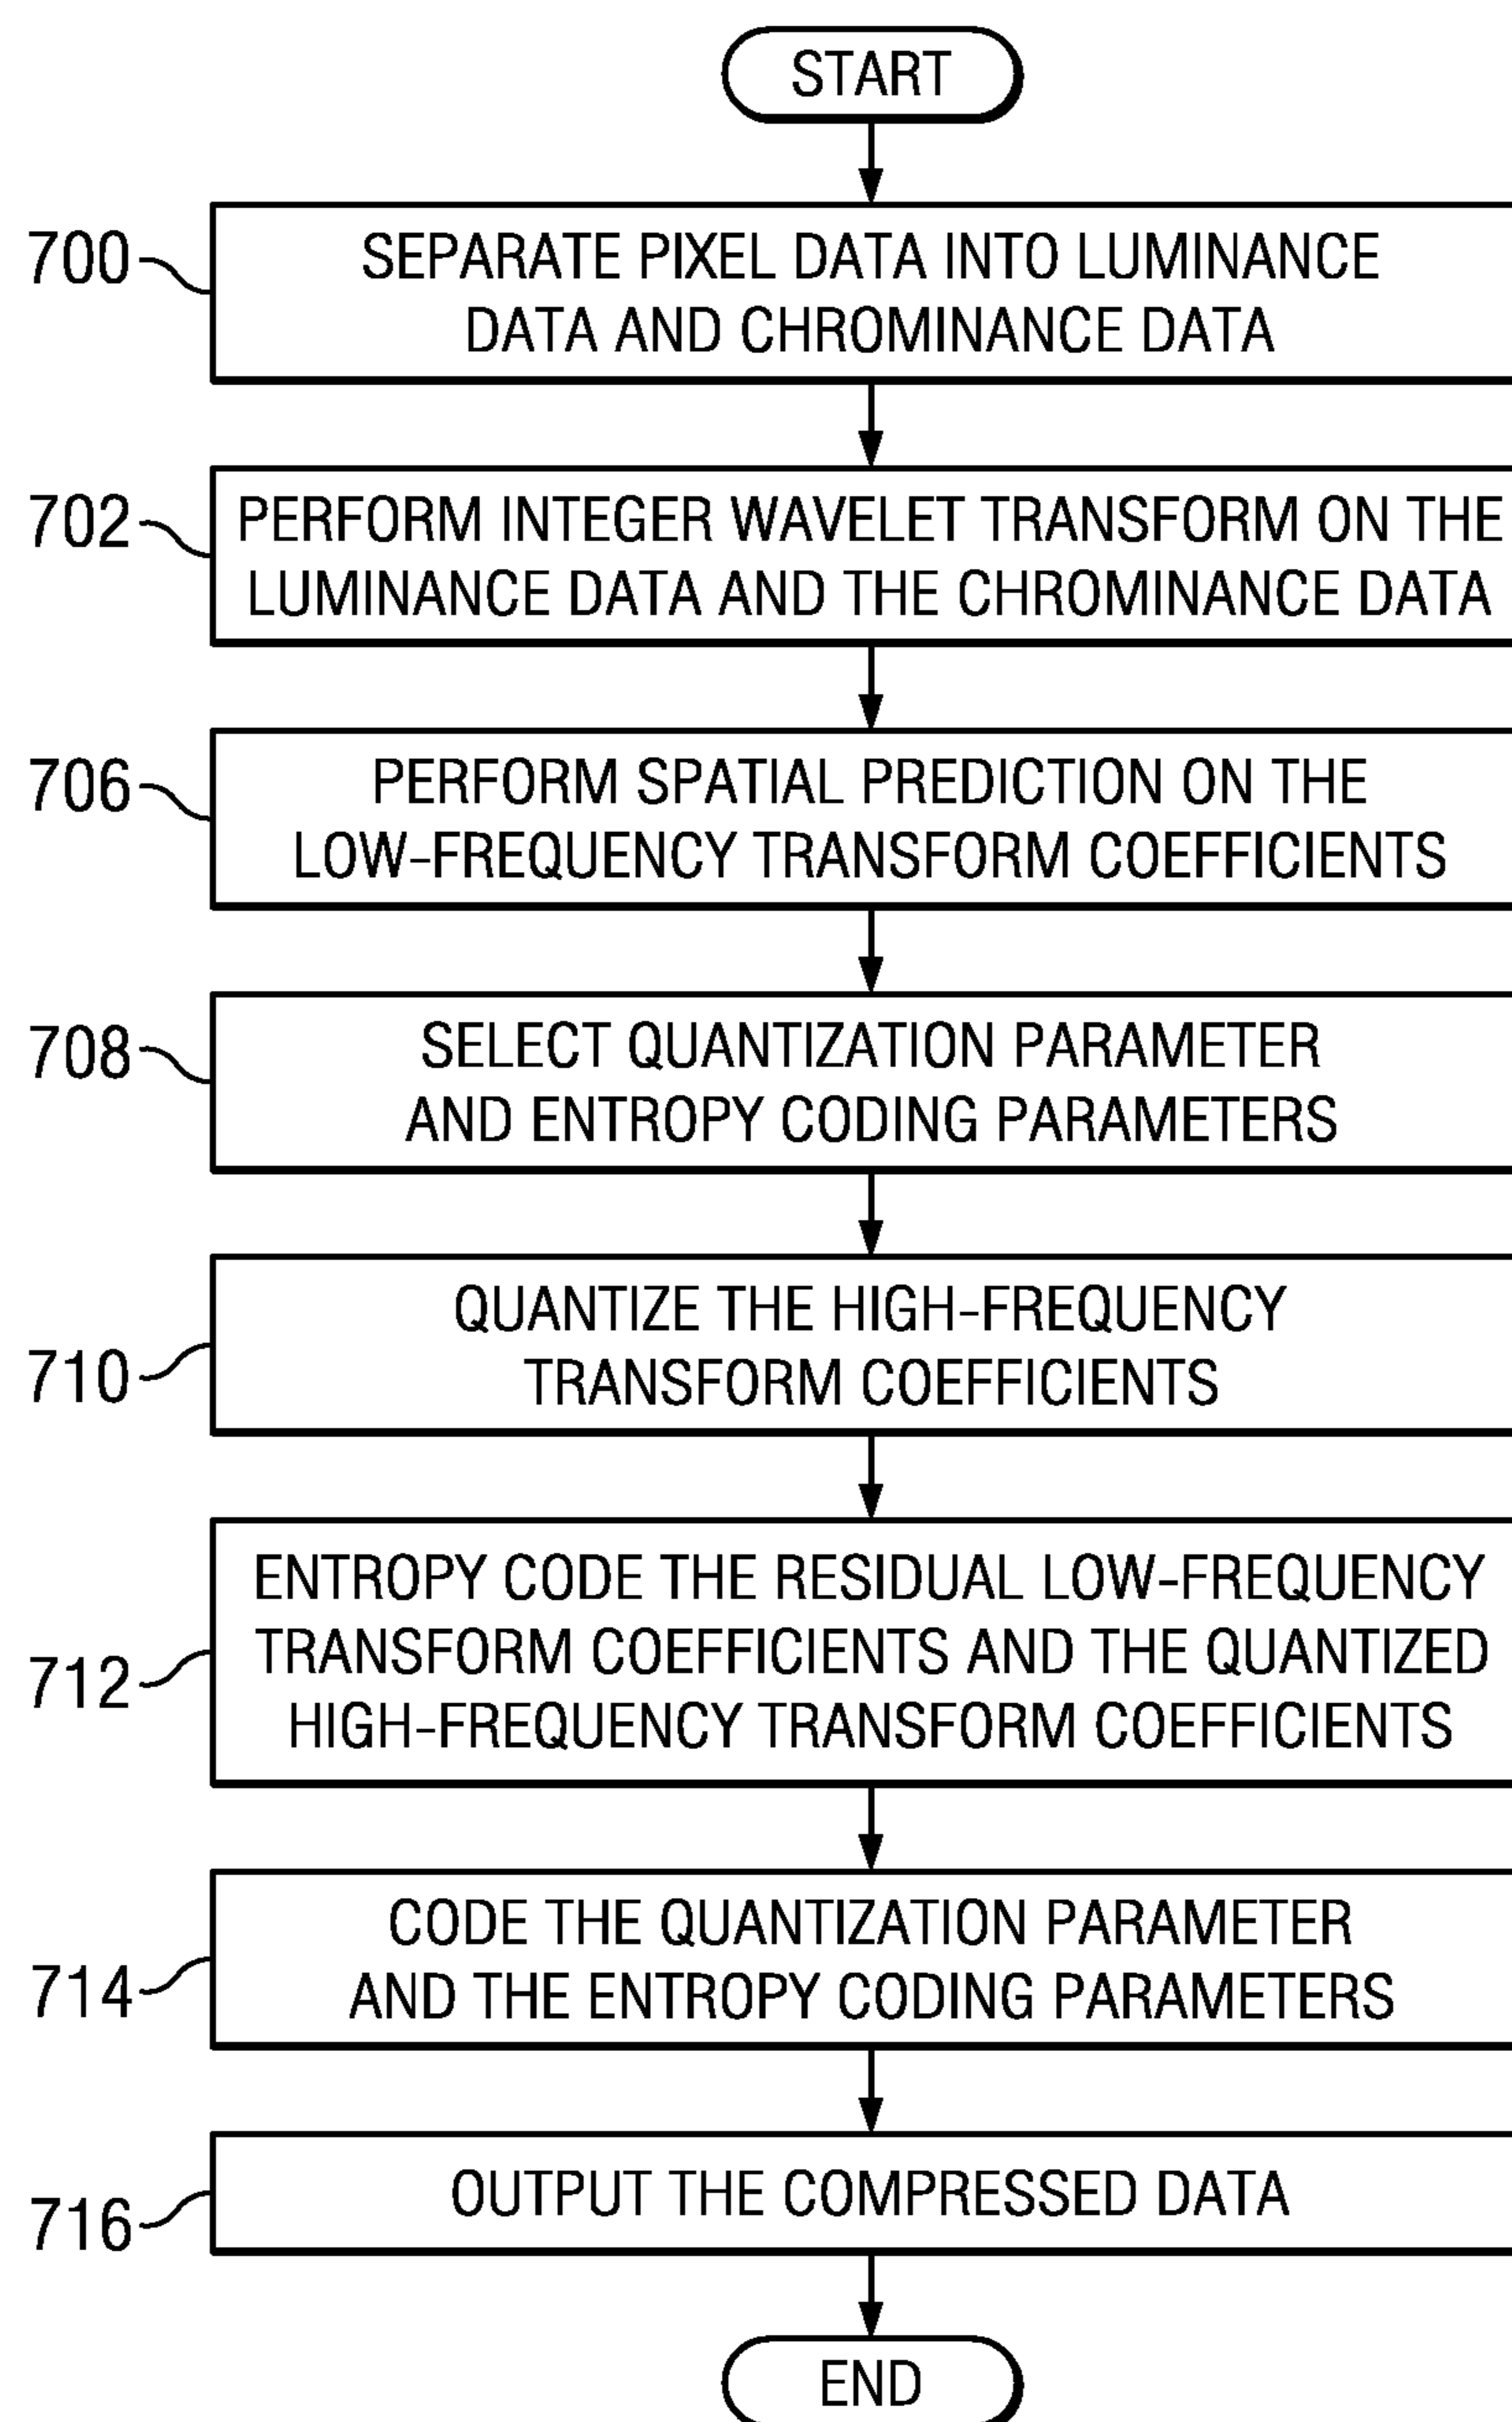 START
700
SEPARATE PIXEL DATA INTO LUMINANCE
DATA AND CHROMINANCE DATA
702
PERFORM INTEGER WAVELET TRANSFORM ON THE
LUMINANCE DATA AND THE CHROMINANCE DATA
706
PERFORM SPATIAL PREDICTION ON THE
LOW-FREQUENCY TRANSFORM COEFFICIENTS
708
SELECT QUANTIZATION PARAMETER
AND ENTROPY CODING PARAMETERS
710
QUANTIZE THE HIGH-FREQUENCY
TRANSFORM COEFFICIENTS
712
ENTROPY CODE THE RESIDUAL LOW-FREQUENCY
TRANSFORM COEFFICIENTS AND THE QUANTIZED
HIGH-FREQUENCY TRANSFORM COEFFICIENTS
714
CODE THE QUANTIZATION PARAMETER
AND THE ENTROPY CODING PARAMETERS
716
OUTPUT THE COMPRESSED DATA
END